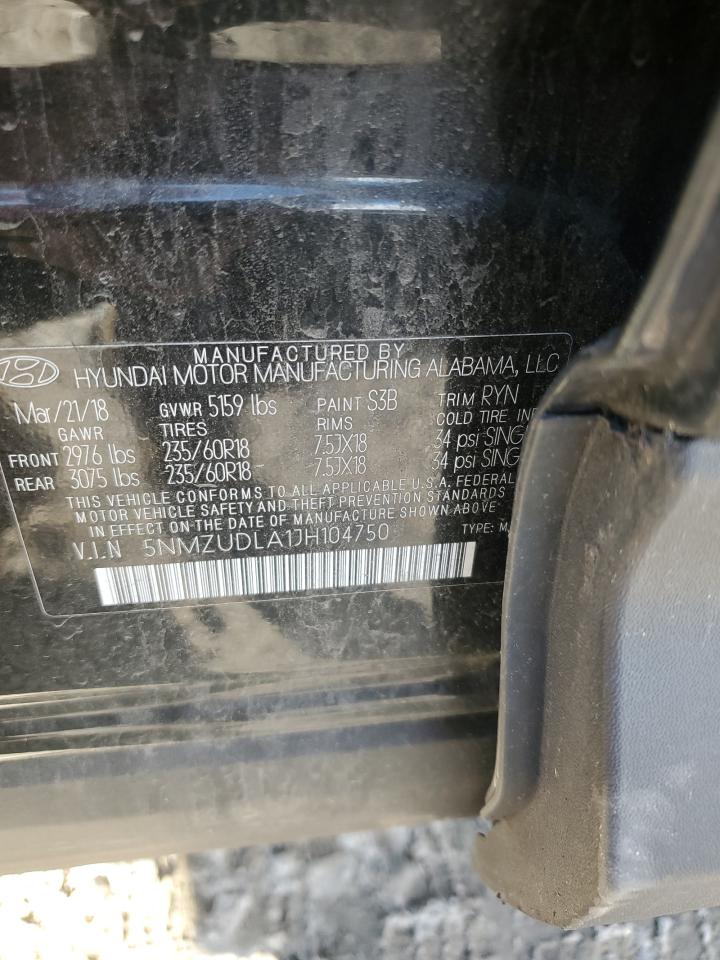 MANUFACTURED BY
HYUNDAI MOTOR MANUFACTURING ALABAMA, LLC
Mar/21/18 GVWR 5159 lbs PAINT S3B TRIM RYN
GAWR TIRES RIMS COLD TIRE INF
FRONT 2976 lbs 235/60R18 7.5JX18 34 psi SING
REAR 3075 lbs 235/60R18 7.5JX18 34 psi SING
THIS VEHICLE CONFORMS TO ALL APPLICABLE U.S.A. FEDERAL
MOTOR VEHICLE SAFETY AND THEFT PREVENTION STANDARDS
IN EFFECT ON THE DATE OF MANUFACTURE SHOWN ABOVE
V.I.N 5NMZUDLA1JH104750 TYPE: M